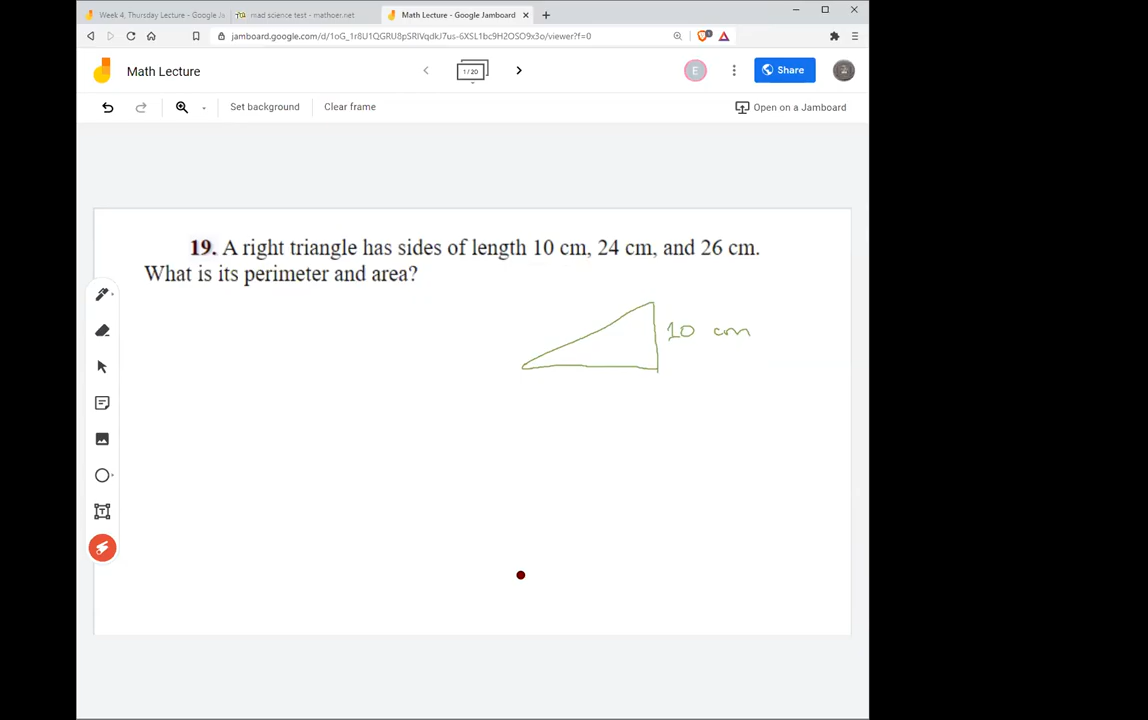 Week 4, Thursday Lecture - Google Ja
mad science test - mathoer.net
Math Lecture - Google Jamboard
jamboard.google.com/d/1oG_1r8U1QGRU8pSRIVqdkJ7us-6XSL1bc9H2OSO9x3o/viewer?f=0
Math Lecture
1/20
E
Share
Set background
Clear frame
Open on a Jamboard
19. A right triangle has sides of length 10 cm, 24 cm, and 26 cm.
What is its perimeter and area?
10 cm